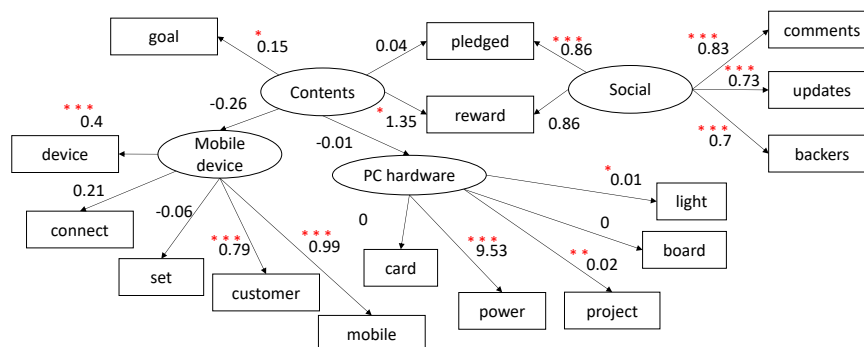 goal
*
0.15
0.04
pledged
***
0.86
***
0.83
comments
Contents
Social
***
0.73
updates
-0.26
*
1.35
reward
0.86
***
0.7
backers
***
0.4
device
Mobile
device
-0.01
PC hardware
*
0.01
light
0.21
connect
-0.06
0
0
board
set
***
0.79
customer
***
0.99
mobile
card
***
9.53
power
**
0.02
project